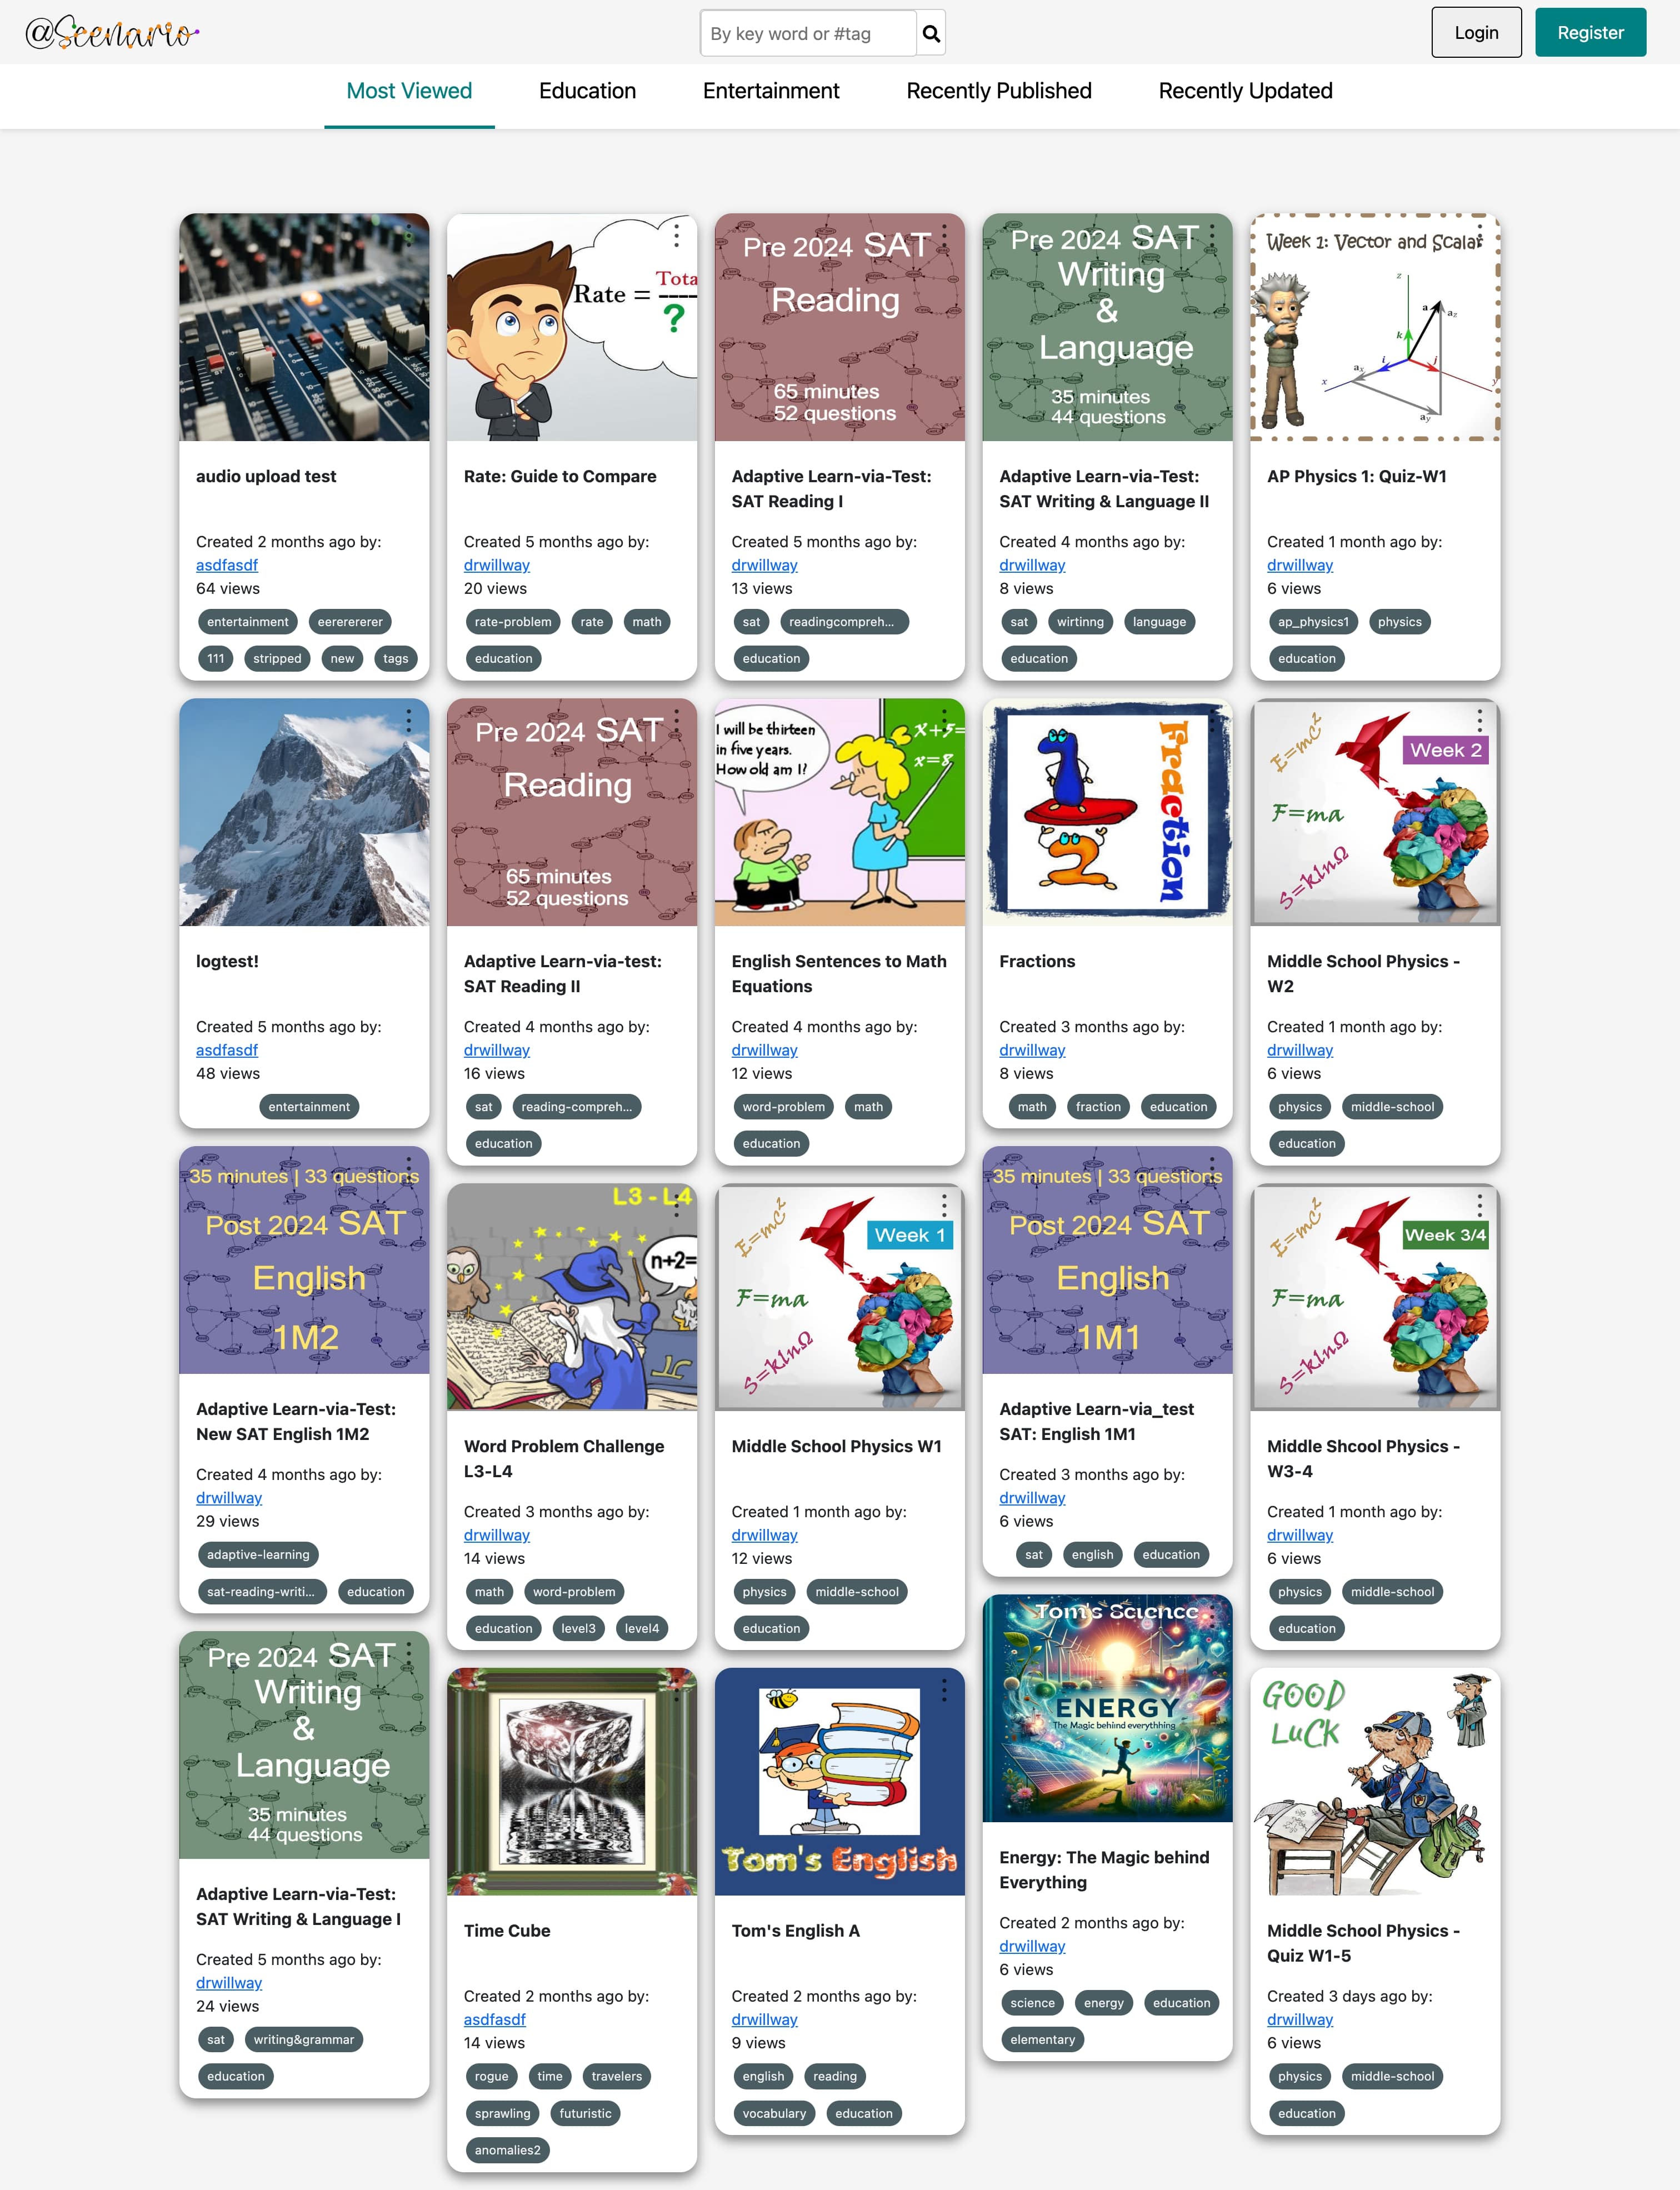 @Scenario
By key word or #tag
Login
Register
Most Viewed
Education
Entertainment
Recently Published
Recently Updated
audio upload test
Created 2 months ago by:
asdfasdf
64 views
entertainment
eerererer
111
stripped
new
tags
logtest!
Created 5 months ago by:
asdfasdf
48 views
entertainment
35 minutes | 33 questions
Post 2024 SAT
English
1M2
Adaptive Learn-via-Test:
New SAT English 1M2
Created 4 months ago by:
drwillway
29 views
adaptive-learning
sat-reading-writi...
education
Pre 2024 SAT
Writing
&
Language
35 minutes
44 questions
Adaptive Learn-via-Test:
SAT Writing & Language I
Created 5 months ago by:
drwillway
24 views
sat
writing&grammar
education
Rate =
Tota
?
Rate: Guide to Compare
Created 5 months ago by:
drwillway
20 views
rate-problem
rate
math
education
Pre 2024 SAT
Reading
65 minutes
52 questions
Adaptive Learn-via-test:
SAT Reading II
Created 4 months ago by:
drwillway
16 views
sat
reading-compreh...
education
L3 - L4
n+2=
Word Problem Challenge
L3-L4
Created 3 months ago by:
drwillway
14 views
math
word-problem
education
level3
level4
Time Cube
Created 2 months ago by:
asdfasdf
14 views
rogue
time
travelers
sprawling
futuristic
anomalies2
Pre 2024 SAT
Reading
65 minutes
52 questions
Adaptive Learn-via-Test:
SAT Reading I
Created 5 months ago by:
drwillway
13 views
sat
readingcompreh...
education
I will be thirteen
in five years.
How old am I?
x+5=
x=8
English Sentences to Math
Equations
Created 4 months ago by:
drwillway
12 views
word-problem
math
education
E=mc²
Week 1
F=ma
S=klnΩ
Middle School Physics W1
Created 1 month ago by:
drwillway
12 views
physics
middle-school
education
Tom's English
Tom's English A
Created 2 months ago by:
drwillway
9 views
english
reading
vocabulary
education
Pre 2024 SAT
Writing
&
Language
35 minutes
44 questions
Adaptive Learn-via-Test:
SAT Writing & Language II
Created 4 months ago by:
drwillway
8 views
sat
wirtinng
language
education
Fraction
1
2
Fractions
Created 3 months ago by:
drwillway
8 views
math
fraction
education
35 minutes | 33 questions
Post 2024 SAT
English
1M1
Adaptive Learn-via_test
SAT: English 1M1
Created 3 months ago by:
drwillway
6 views
sat
english
education
Tom's Science
ENERGY
The Magic behind everythhing
Energy: The Magic behind
Everything
Created 2 months ago by:
drwillway
6 views
science
energy
education
elementary
Week 1: Vector and Scalar
z
a
az
k
i
j
ax
x
y
ay
AP Physics 1: Quiz-W1
Created 1 month ago by:
drwillway
6 views
ap_physics1
physics
education
E=mc²
Week 2
F=ma
S=klnΩ
Middle School Physics -
W2
Created 1 month ago by:
drwillway
6 views
physics
middle-school
education
E=mc²
Week 3/4
F=ma
S=klnΩ
Middle Shcool Physics -
W3-4
Created 1 month ago by:
drwillway
6 views
physics
middle-school
education
GOOD
LUCK
Middle School Physics -
Quiz W1-5
Created 3 days ago by:
drwillway
6 views
physics
middle-school
education